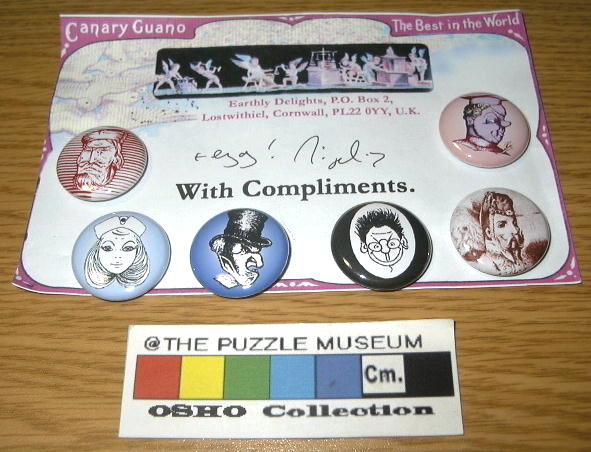 Canary Guano
The Best in the World
Earthly Delights, P.O. Box 2,
Lostwithiel, Cornwall, PL22 0YY, U.K.
With Compliments.
@THE PUZZLE MUSEUM
Cm.
OSHO Collection